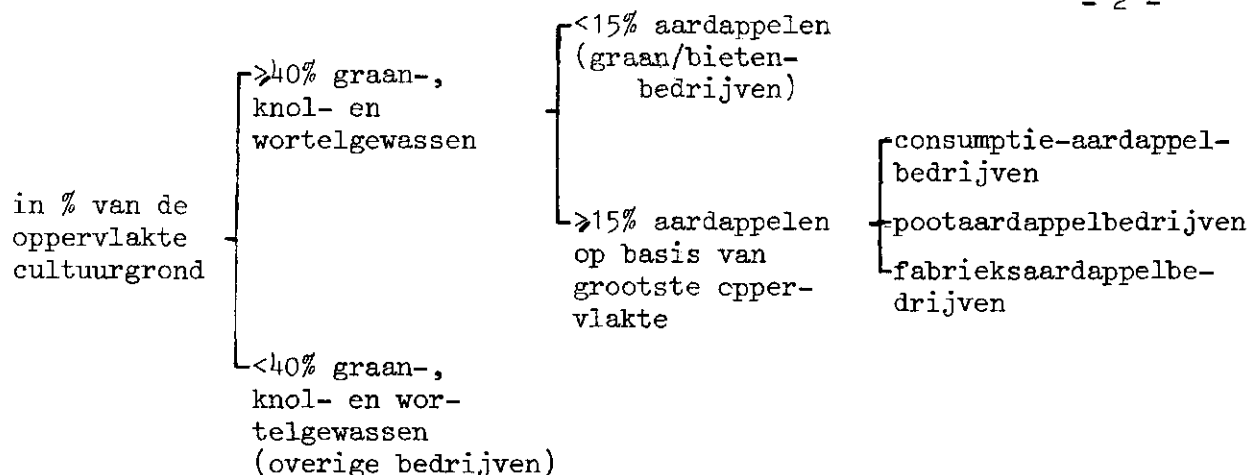 - 2 -
<15% aardappelen
(graan/bieten-
bedrijven)
≥40% graan-,
knol- en
wortelgewassen
consumptie-aardappel-
bedrijven
in % van de
oppervlakte
cultuurgrond
≥15% aardappelen
op basis van
grootste cpper-
vlakte
pootaardappelbedrijven
fabrieksaardappelbe-
drijven
<40% graan-,
knol- en wor-
telgewassen
(overige bedrijven)